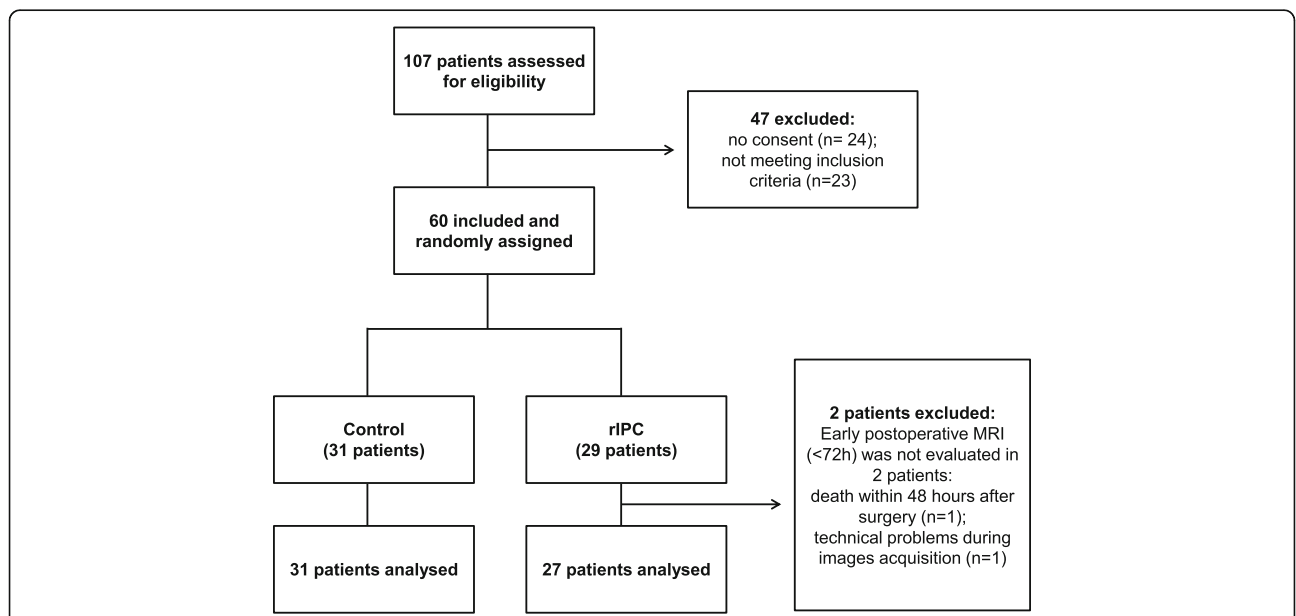 107 patients assessed
for eligibility
47 excluded:
no consent (n= 24);
not meeting inclusion
criteria (n=23)
60 included and
randomly assigned
Control
(31 patients)
rIPC
(29 patients)
2 patients excluded:
Early postoperative MRI
(<72h) was not evaluated in
2 patients:
death within 48 hours after
surgery (n=1);
technical problems during
images acquisition (n=1)
31 patients analysed
27 patients analysed